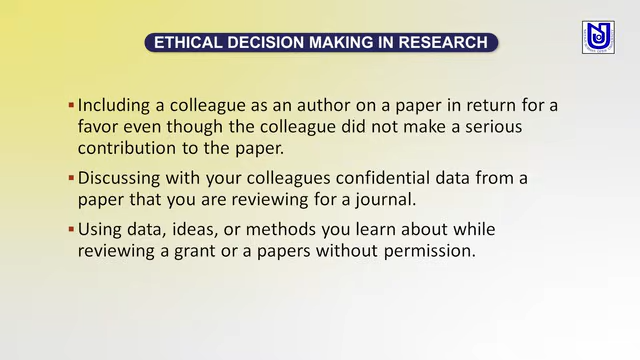 ETHICAL DECISION MAKING IN RESEARCH
Including a colleague as an author on a paper in return for a
favor even though the colleague did not make a serious
contribution to the paper.
Discussing with your colleagues confidential data from a
paper that you are reviewing for a journal.
Using data, ideas, or methods you learn about while
reviewing a grant or a papers without permission.